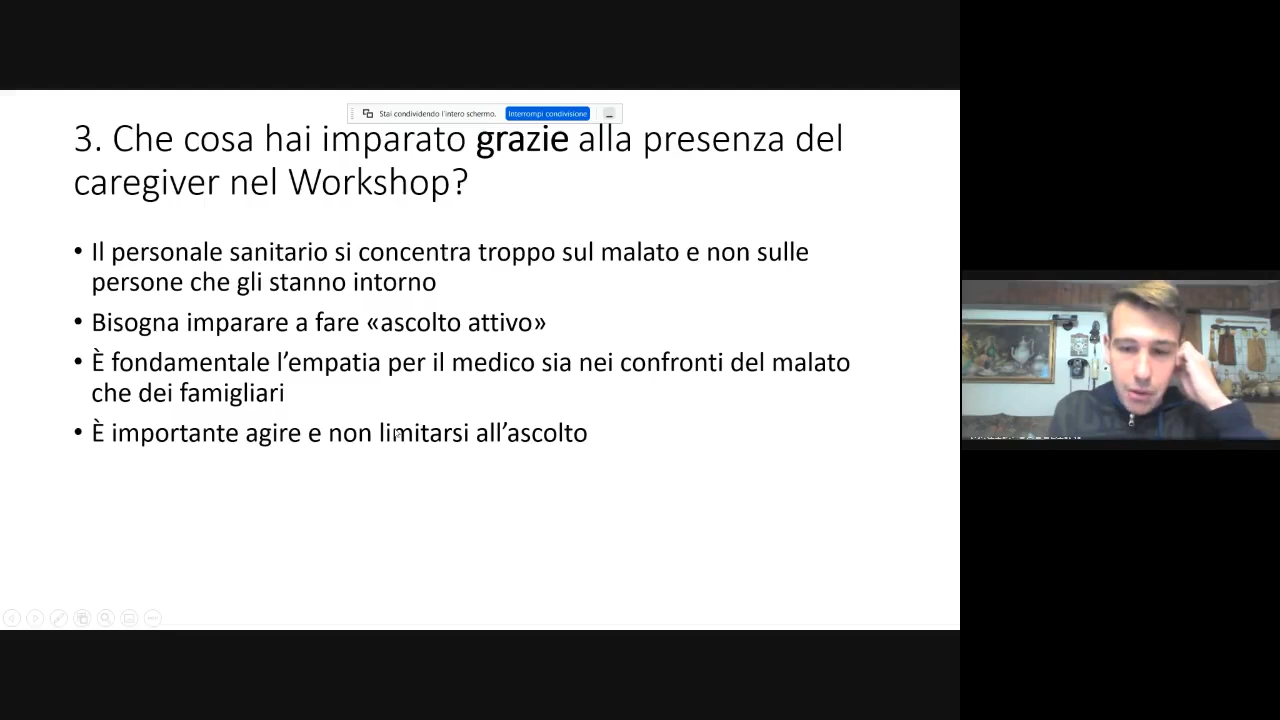 Stai condividendo l'intero schermo. Interrompi condivisione
3. Che cosa hai imparato grazie alla presenza del
caregiver nel Workshop?
• Il personale sanitario si concentra troppo sul malato e non sulle
persone che gli stanno intorno
• Bisogna imparare a fare «ascolto attivo»
• È fondamentale l’empatia per il medico sia nei confronti del malato
che dei famigliari
• È importante agire e non limitarsi all’ascolto